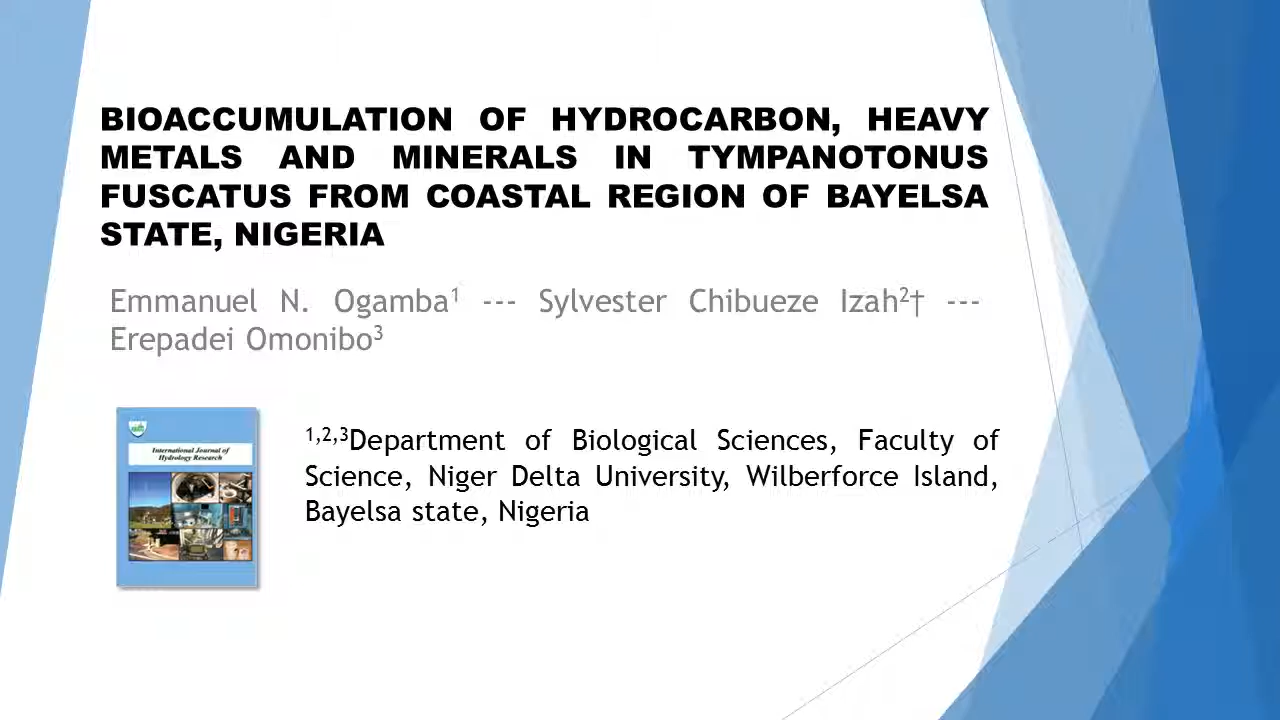 BIOACCUMULATION OF HYDROCARBON, HEAVY
METALS AND MINERALS IN TYMPANOTONUS
FUSCATUS FROM COASTAL REGION OF BAYELSA
STATE, NIGERIA
Emmanuel N. Ogamba¹ --- Sylvester Chibueze Izah²† ---
Erepadei Omonibo³
International Journal of
Hydrology Research
¹,²,³Department of Biological Sciences, Faculty of
Science, Niger Delta University, Wilberforce Island,
Bayelsa state, Nigeria